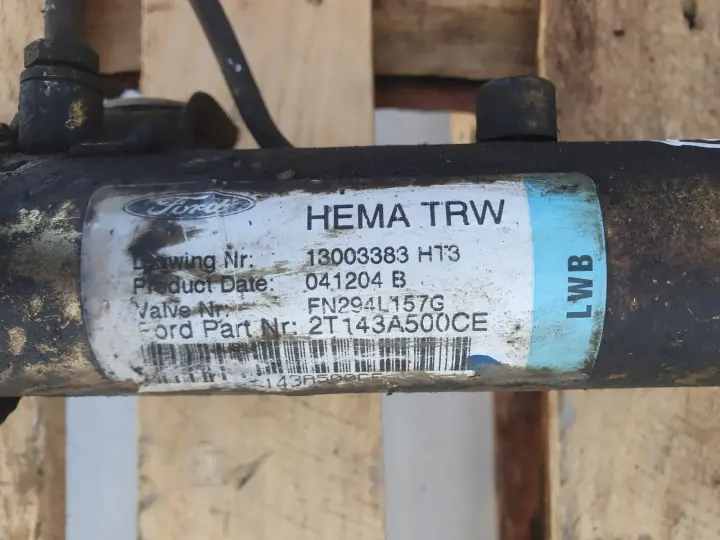 Ford
HEMA TRW
Drawing Nr: 13003383 HT3
Product Date: 041204 B
Valve Nr: FN294L157G
Ford Part Nr: 2T143A500CE
LWB